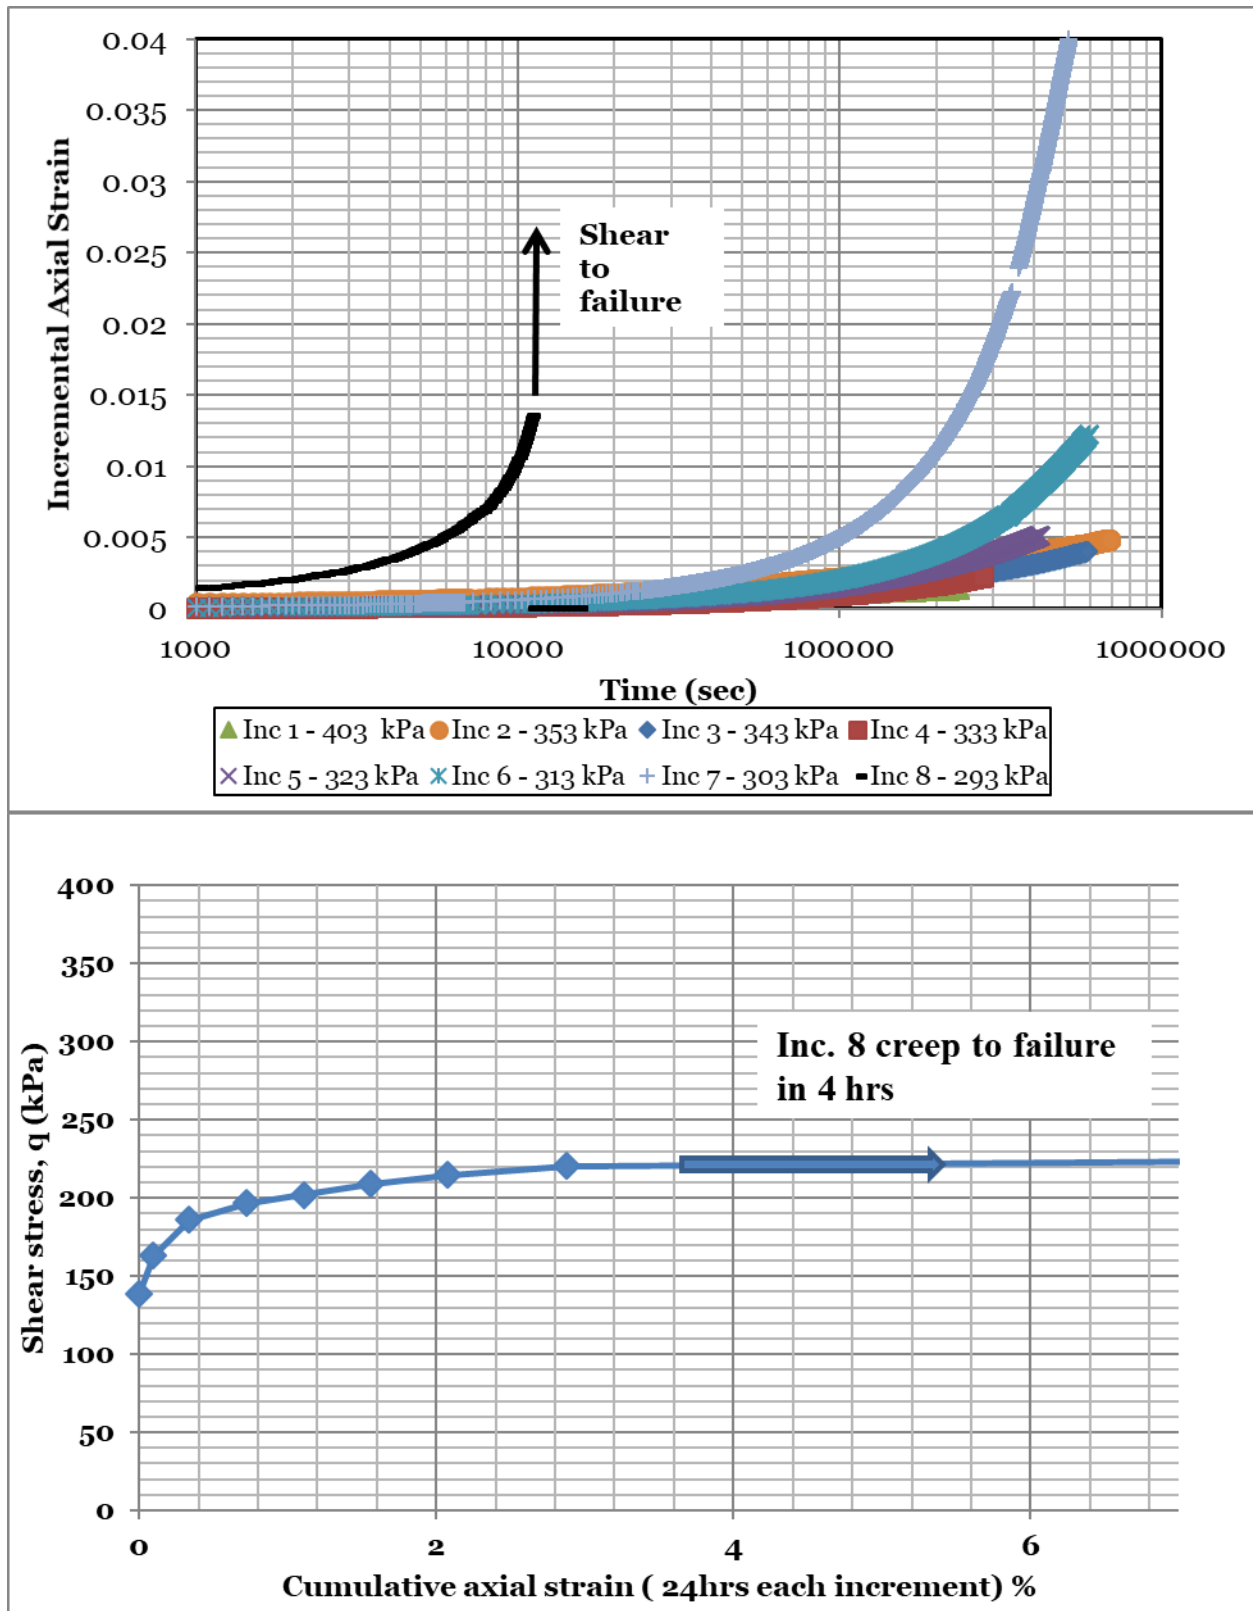 0.04
0.035
0.03
0.025
0.02
0.015
0.01
0.005
0
Incremental Axial Strain
Shear
to
failure
1000 10000 100000 1000000
Time (sec)
Inc 1 - 403 kPa Inc 2 - 353 kPa Inc 3 - 343 kPa Inc 4 - 333 kPa
Inc 5 - 323 kPa Inc 6 - 313 kPa Inc 7 - 303 kPa Inc 8 - 293 kPa
400
350
300
250
200
150
100
50
0
Shear stress, q (kPa)
Inc. 8 creep to failure
in 4 hrs
0 2 4 6
Cumulative axial strain ( 24hrs each increment) %